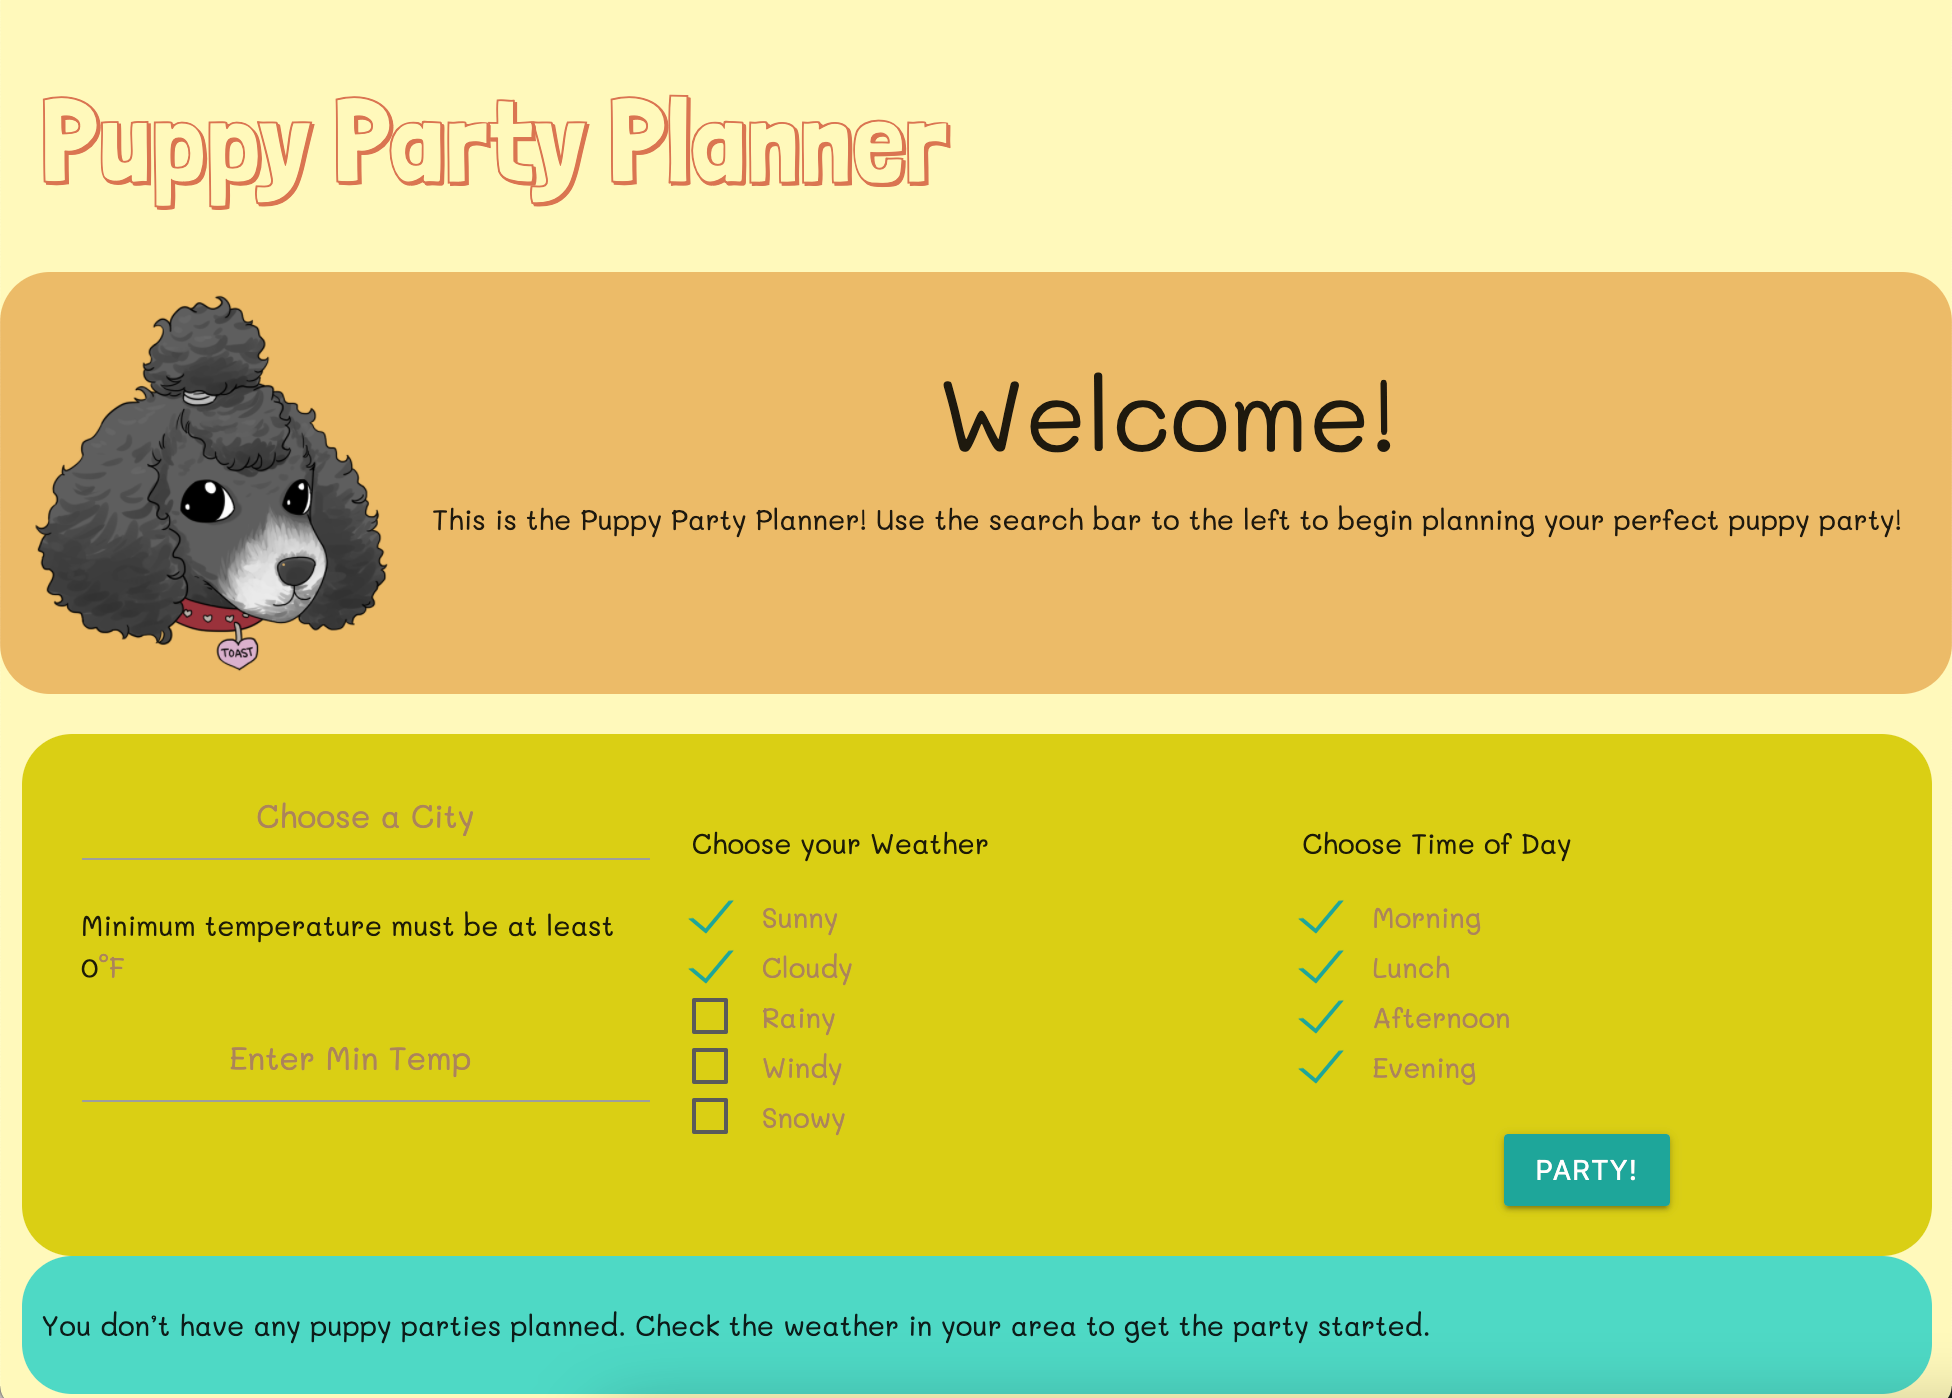 Puppy Party Planner
Welcome!
This is the Puppy Party Planner! Use the search bar to the left to begin planning your perfect puppy party!
TOAST
Choose a City
Minimum temperature must be at least
0°F
Enter Min Temp
Choose your Weather
Sunny
Cloudy
Rainy
Windy
Snowy
Choose Time of Day
Morning
Lunch
Afternoon
Evening
PARTY!
You don't have any puppy parties planned. Check the weather in your area to get the party started.